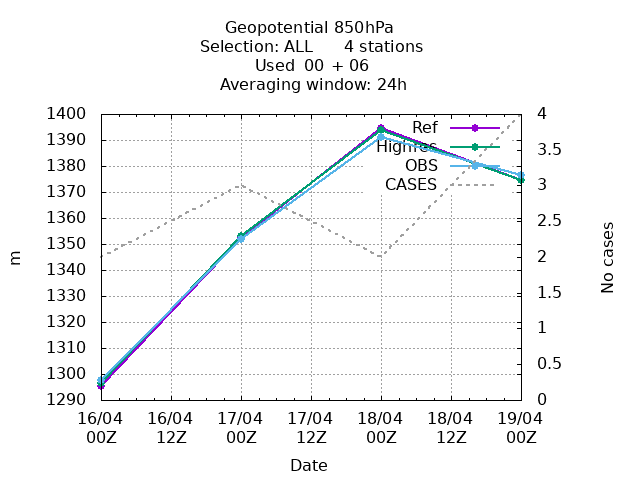 Geopotential 850hPa
Selection: ALL      4 stations
Used  00 + 06
Averaging window: 24h
1400
1390
1380
1370
1360
1350
1340
1330
1320
1310
1300
1290
m
4
3.5
3
2.5
2
1.5
1
0.5
0
No cases
Ref
Highres
OBS
CASES
16/04 16/04 17/04 17/04 18/04 18/04 19/04
00Z 12Z 00Z 12Z 00Z 12Z 00Z
Date